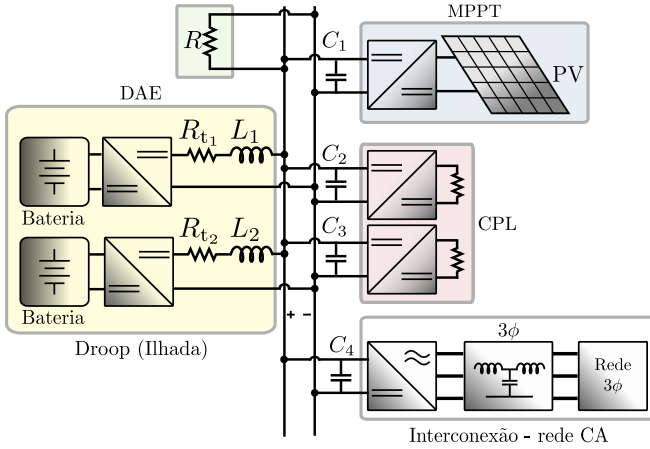 MPPT
R
C₁
PV
DAE
Rt₁ L₁
C₂
Bateria
CPL
Rt₂ L₂
C₃
Bateria
+ −
Droop (Ilhada)
C₄
3ϕ
Rede
3ϕ
Interconexão - rede CA